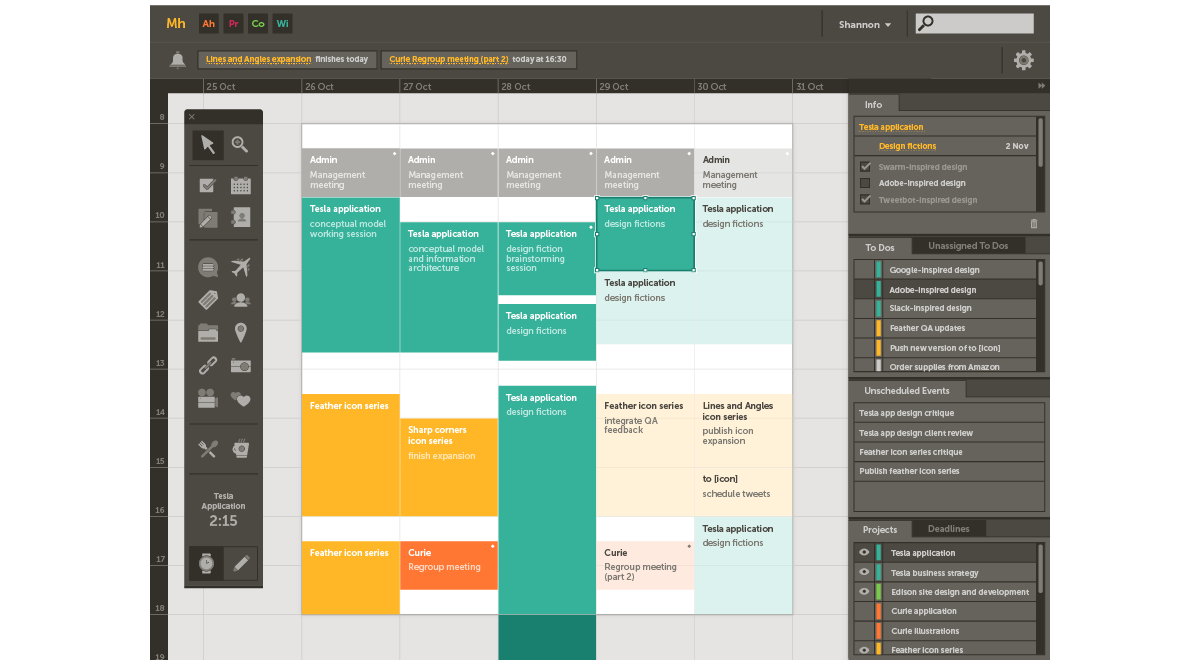 Mh Ah Pr Co Wi
Shannon
Lines and Angles expansion finishes today
Curie Regroup meeting (part 2) today at 16:30
25 Oct
26 Oct
27 Oct
28 Oct
29 Oct
30 Oct
31 Oct
8
9
10
11
12
13
14
15
16
17
18
19
Tesla
Application
2:15
Admin
Management
meeting
Tesla application
conceptual model
working session
Feather icon series
Feather icon series
Admin
Management
meeting
Tesla application
conceptual model
and information
architecture
Sharp corners
icon series
finish expansion
Curie
Regroup meeting
Admin
Management
meeting
Tesla application
design fiction
brainstorming
session
Tesla application
design fictions
Tesla application
design fictions
Admin
Management
meeting
Tesla application
design fictions
Tesla application
design fictions
Feather icon series
integrate QA
feedback
Curie
Regroup meeting
(part 2)
Admin
Management
meeting
Tesla application
design fictions
Lines and Angles
icon series
publish icon
expansion
to [icon]
schedule tweets
Tesla application
design fictions
Info
Tesla application
Design fictions 2 Nov
Swarm-inspired design
Adobe-inspired design
Tweetbot-inspired design
To Dos
Unassigned To Dos
Google-inspired design
Adobe-inspired design
Slack-inspired design
Feather QA updates
Push new version of to [icon]
Order supplies from Amazon
Unscheduled Events
Tesla app design critique
Tesla app design client review
Feather icon series critique
Publish feather icon series
Projects
Deadlines
Tesla application
Tesla business strategy
Edison site design and development
Curie application
Curie illustrations
Feather icon series